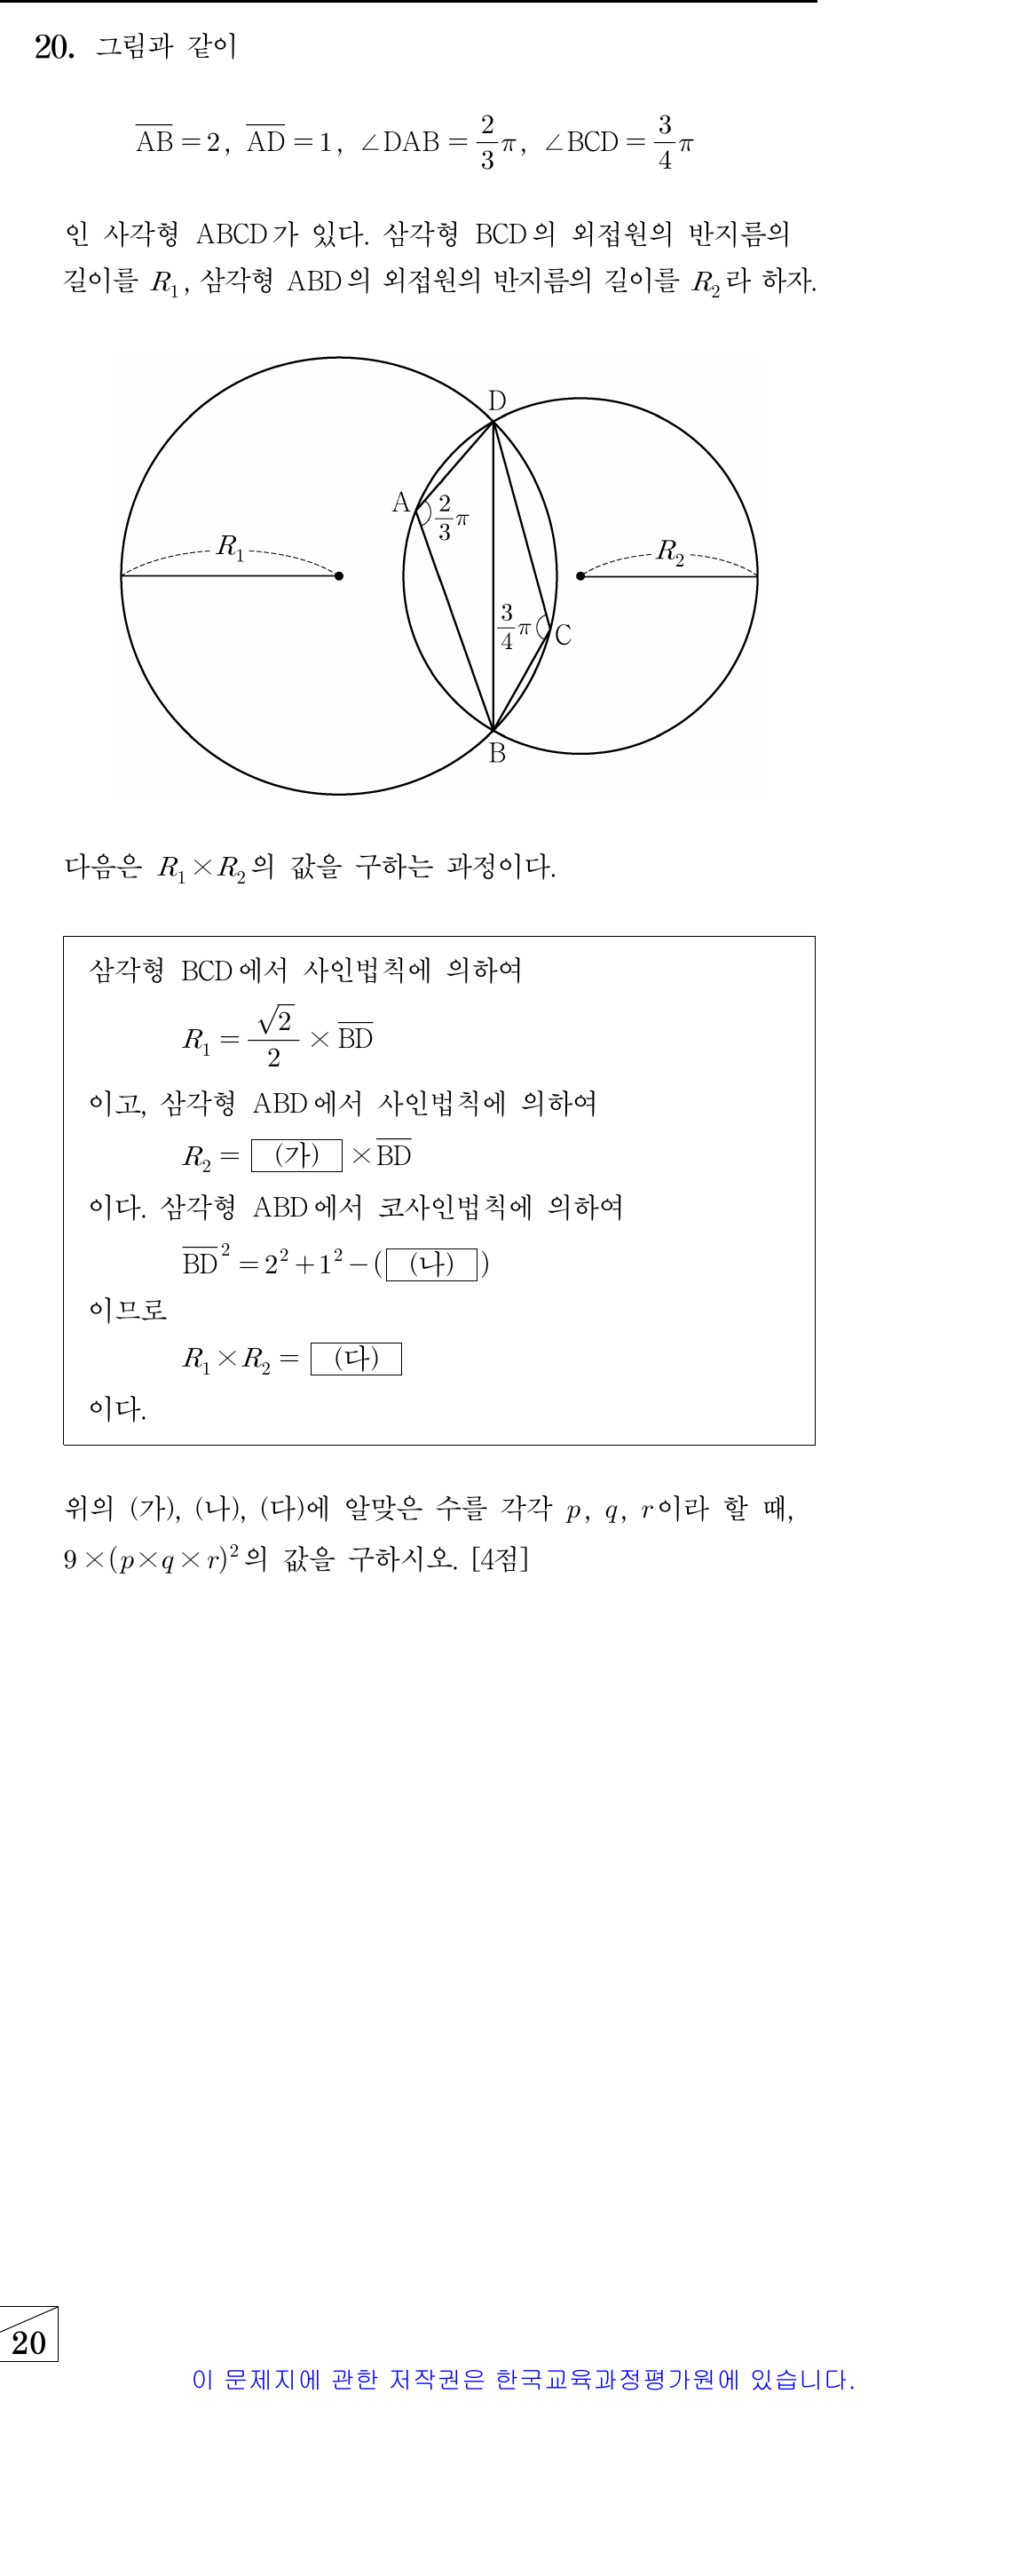 20. 그림과 같이
$\overline{AB}=2$, $\overline{AD}=1$, $\angle DAB=\frac{2}{3}\pi$, $\angle BCD=\frac{3}{4}\pi$
인 사각형 ABCD가 있다. 삼각형 BCD의 외접원의 반지름의
길이를 $R_1$, 삼각형 ABD의 외접원의 반지름의 길이를 $R_2$라 하자.
D
A
$\frac{2}{3}\pi$
$R_1$
$R_2$
$\frac{3}{4}\pi$
C
B
다음은 $R_1 \times R_2$의 값을 구하는 과정이다.
삼각형 BCD에서 사인법칙에 의하여
$R_1=\frac{\sqrt{2}}{2}\times\overline{BD}$
이고, 삼각형 ABD에서 사인법칙에 의하여
$R_2=$ (가) $\times\overline{BD}$
이다. 삼각형 ABD에서 코사인법칙에 의하여
$\overline{BD}^2=2^2+1^2-($ (나) $)$
이므로
$R_1\times R_2=$ (다)
이다.
위의 (가), (나), (다)에 알맞은 수를 각각 $p$, $q$, $r$이라 할 때,
$9\times(p\times q\times r)^2$의 값을 구하시오. [4점]
20
이 문제지에 관한 저작권은 한국교육과정평가원에 있습니다.